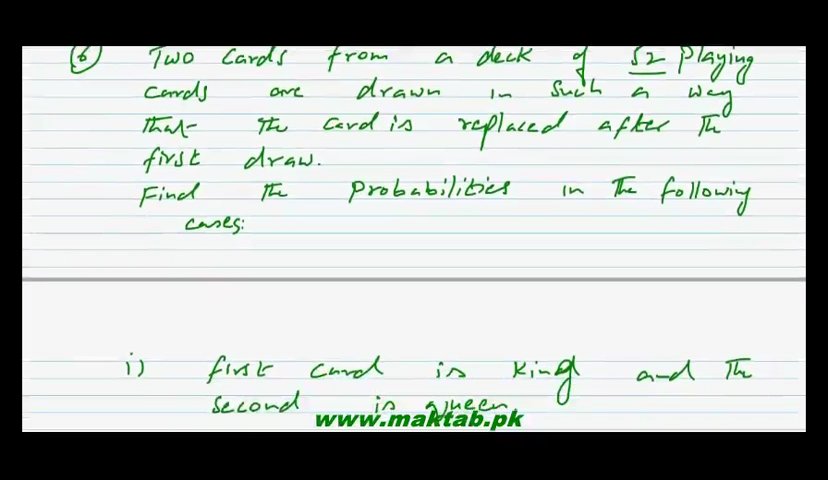 6 Two cards from a deck of 52 playing
cards are drawn in such a way
that the card is replaced after the
first draw.
Find the probabilities in the following
cases:
i) first card is king and the
second is queen.
www.maktab.pk